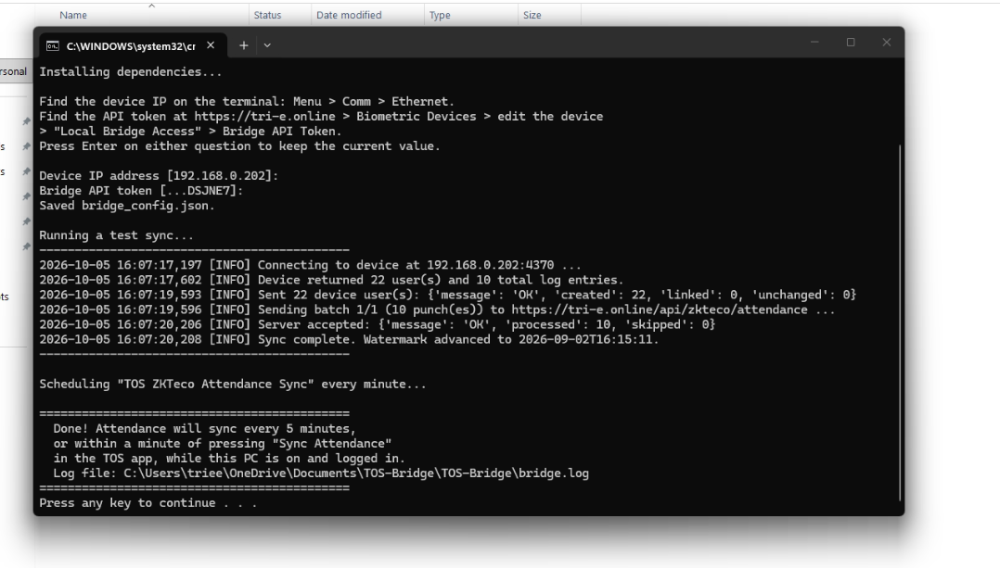 Name Status Date modified Type Size
C:\WINDOWS\system32\cr
rsonal
Installing dependencies...
Find the device IP on the terminal: Menu > Comm > Ethernet.
Find the API token at https://tri-e.online > Biometric Devices > edit the device
> "Local Bridge Access" > Bridge API Token.
Press Enter on either question to keep the current value.
Device IP address [192.168.0.202]:
Bridge API token [...DSJNE7]:
Saved bridge_config.json.
Running a test sync...
--------------------------------------------
2026-10-05 16:07:17,197 [INFO] Connecting to device at 192.168.0.202:4370 ...
2026-10-05 16:07:17,602 [INFO] Device returned 22 user(s) and 10 total log entries.
2026-10-05 16:07:19,593 [INFO] Sent 22 device user(s): {'message': 'OK', 'created': 22, 'linked': 0, 'unchanged': 0}
2026-10-05 16:07:19,596 [INFO] Sending batch 1/1 (10 punch(es)) to https://tri-e.online/api/zkteco/attendance ...
2026-10-05 16:07:20,206 [INFO] Server accepted: {'message': 'OK', 'processed': 10, 'skipped': 0}
2026-10-05 16:07:20,208 [INFO] Sync complete. Watermark advanced to 2026-09-02T16:15:11.
--------------------------------------------
Scheduling "TOS ZKTeco Attendance Sync" every minute...
============================================
Done! Attendance will sync every 5 minutes,
or within a minute of pressing "Sync Attendance"
in the TOS app, while this PC is on and logged in.
Log file: C:\Users\triee\OneDrive\Documents\TOS-Bridge\TOS-Bridge\bridge.log
============================================
Press any key to continue . . .
s
s
ts